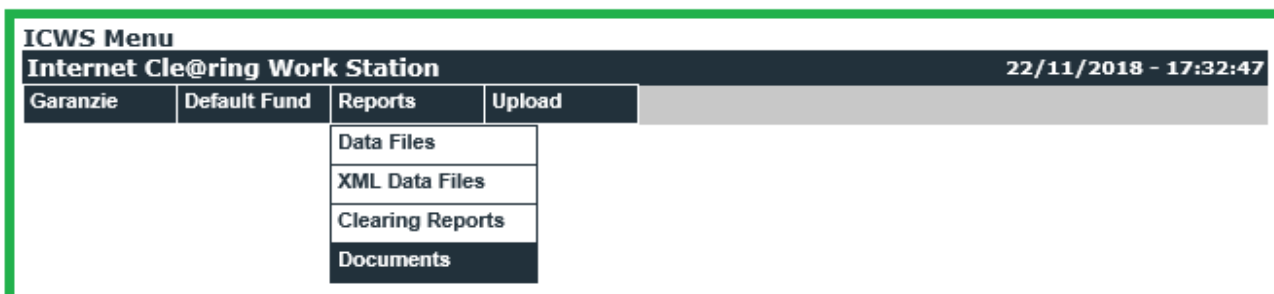 ICWS Menu
Internet Cle@ring Work Station 22/11/2018 - 17:32:47
Garanzie Default Fund Reports Upload
Data Files
XML Data Files
Clearing Reports
Documents